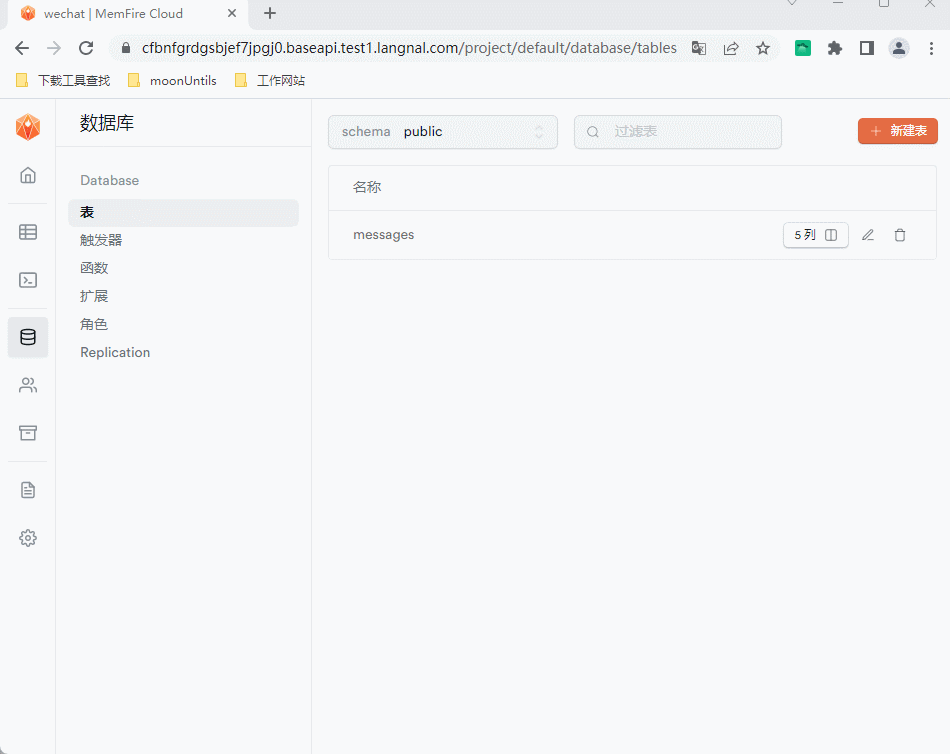 wechat | MemFire Cloud
cfbnfgrdgsbjef7jpgj0.baseapi.test1.langnal.com/project/default/database/tables
下载工具查找 moonUntils 工作网站
数据库
Database
表
触发器
函数
扩展
角色
Replication
schema public 过滤表 新建表
名称
messages 5 列